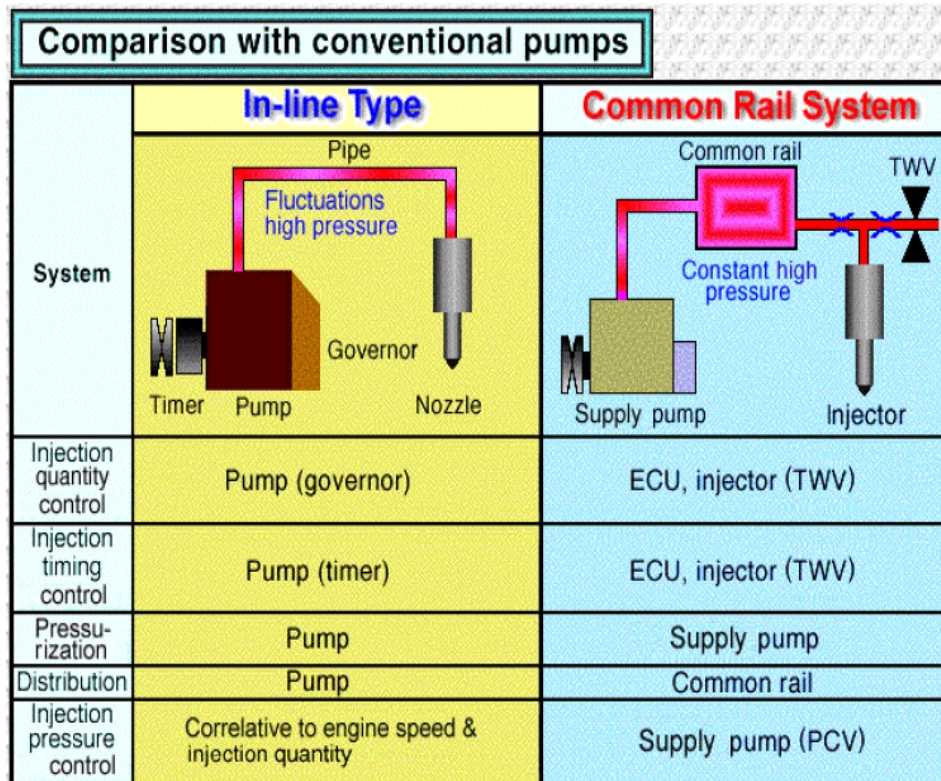 Comparison with conventional pumps
In-line Type
Common Rail System
System
Pipe
Fluctuations
high pressure
Governor
Timer
Pump
Nozzle
Common rail
TWV
Constant high
pressure
Supply pump
Injector
Injection
quantity
control
Pump (governor)
ECU, injector (TWV)
Injection
timing
control
Pump (timer)
ECU, injector (TWV)
Pressu-
rization
Pump
Supply pump
Distribution
Pump
Common rail
Injection
pressure
control
Correlative to engine speed &
injection quantity
Supply pump (PCV)